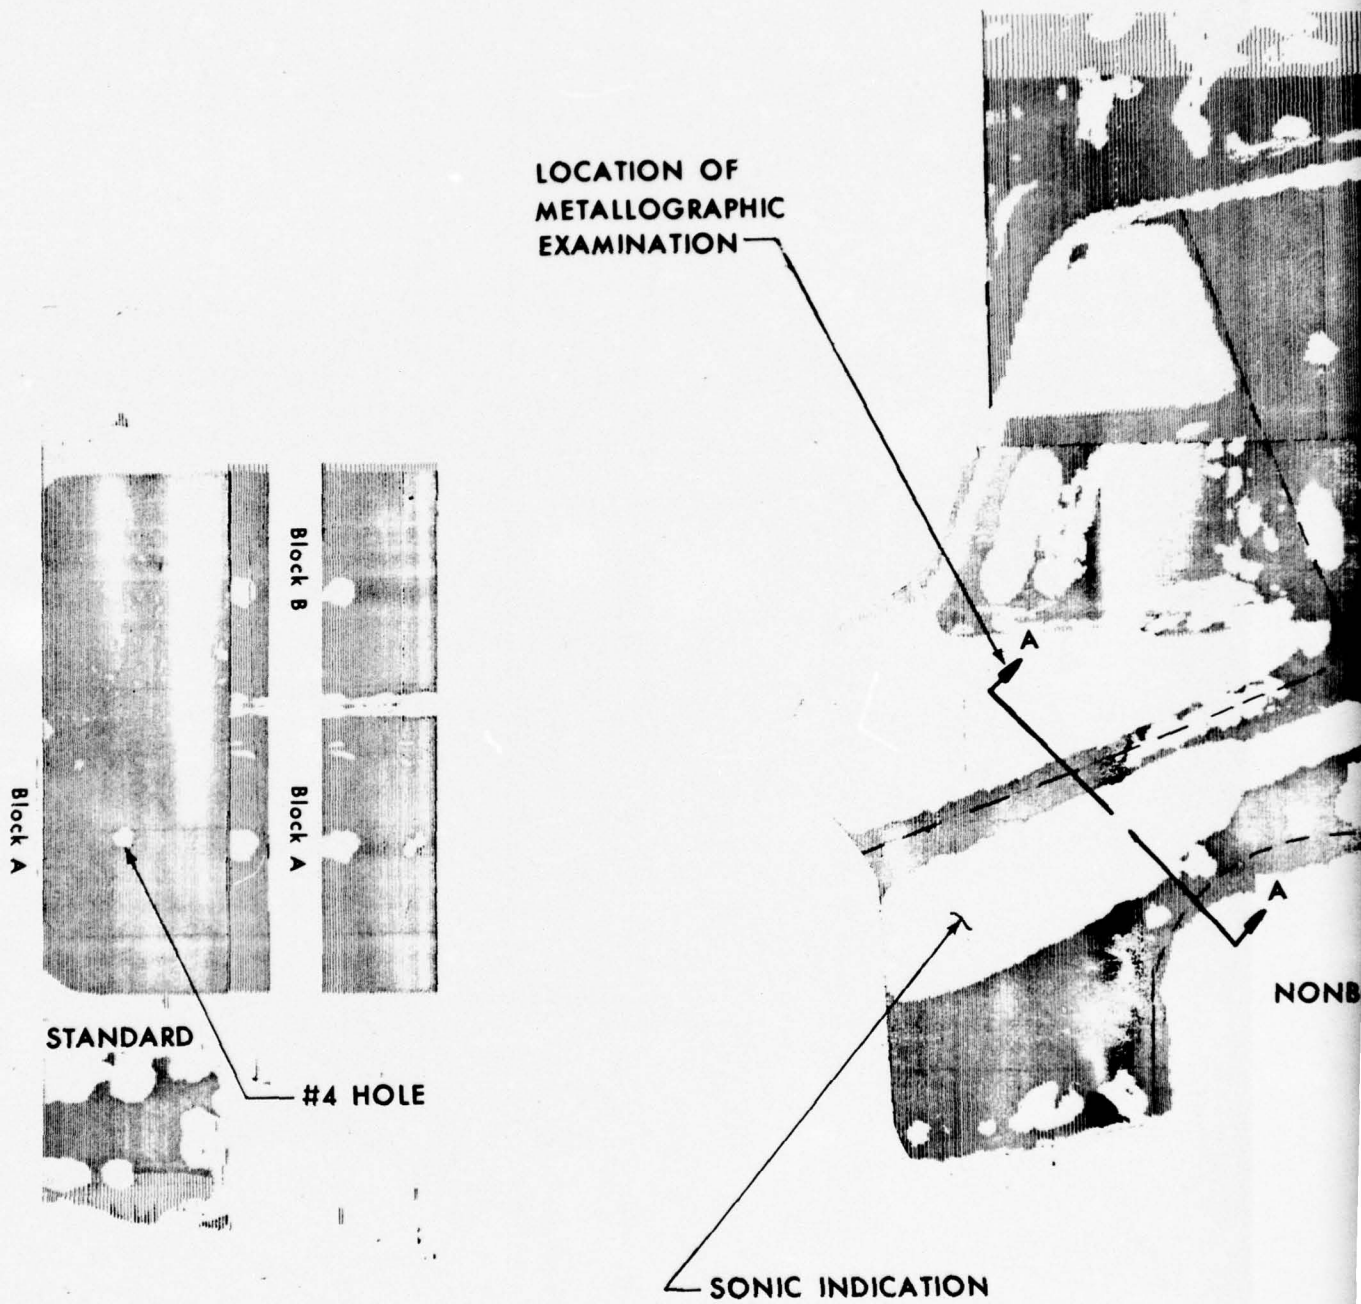 LOCATION OF
METALLOGRAPHIC
EXAMINATION
Block B
Block A
Block A
A
A
NONB
STANDARD
#4 HOLE
SONIC INDICATION